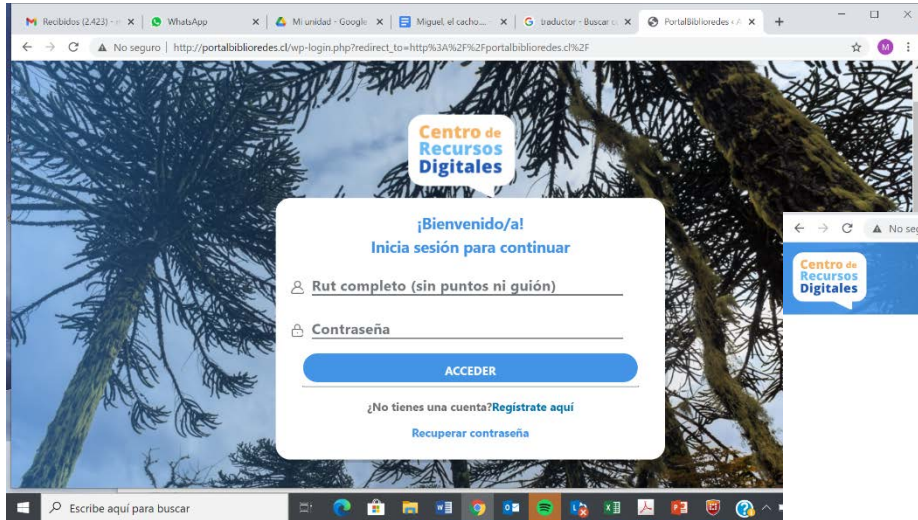 Recibidos (2.423) -
WhatsApp
Mi unidad - Google
Miguel, el cacho....
traductor - Buscar
PortalBiblioredes ‹
No seguro | http://portalbiblioredes.cl/wp-login.php?redirect_to=http%3A%2F%2Fportalbiblioredes.cl%2F
M
Centro de
Recursos
Digitales
¡Bienvenido/a!
Inicia sesión para continuar
Rut completo (sin puntos ni guión)
Contraseña
ACCEDER
¿No tienes una cuenta?Regístrate aquí
Recuperar contraseña
No seg
Centro de
Recursos
Digitales
Escribe aquí para buscar